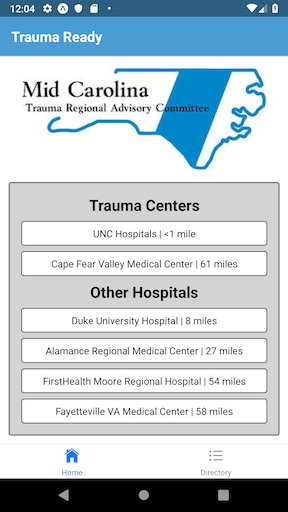 12:04
Trauma Ready
Mid Carolina
Trauma Regional Advisory Committee
Trauma Centers
UNC Hospitals | <1 mile
Cape Fear Valley Medical Center | 61 miles
Other Hospitals
Duke University Hospital | 8 miles
Alamance Regional Medical Center | 27 miles
FirstHealth Moore Regional Hospital | 54 miles
Fayetteville VA Medical Center | 58 miles
Home
Directory